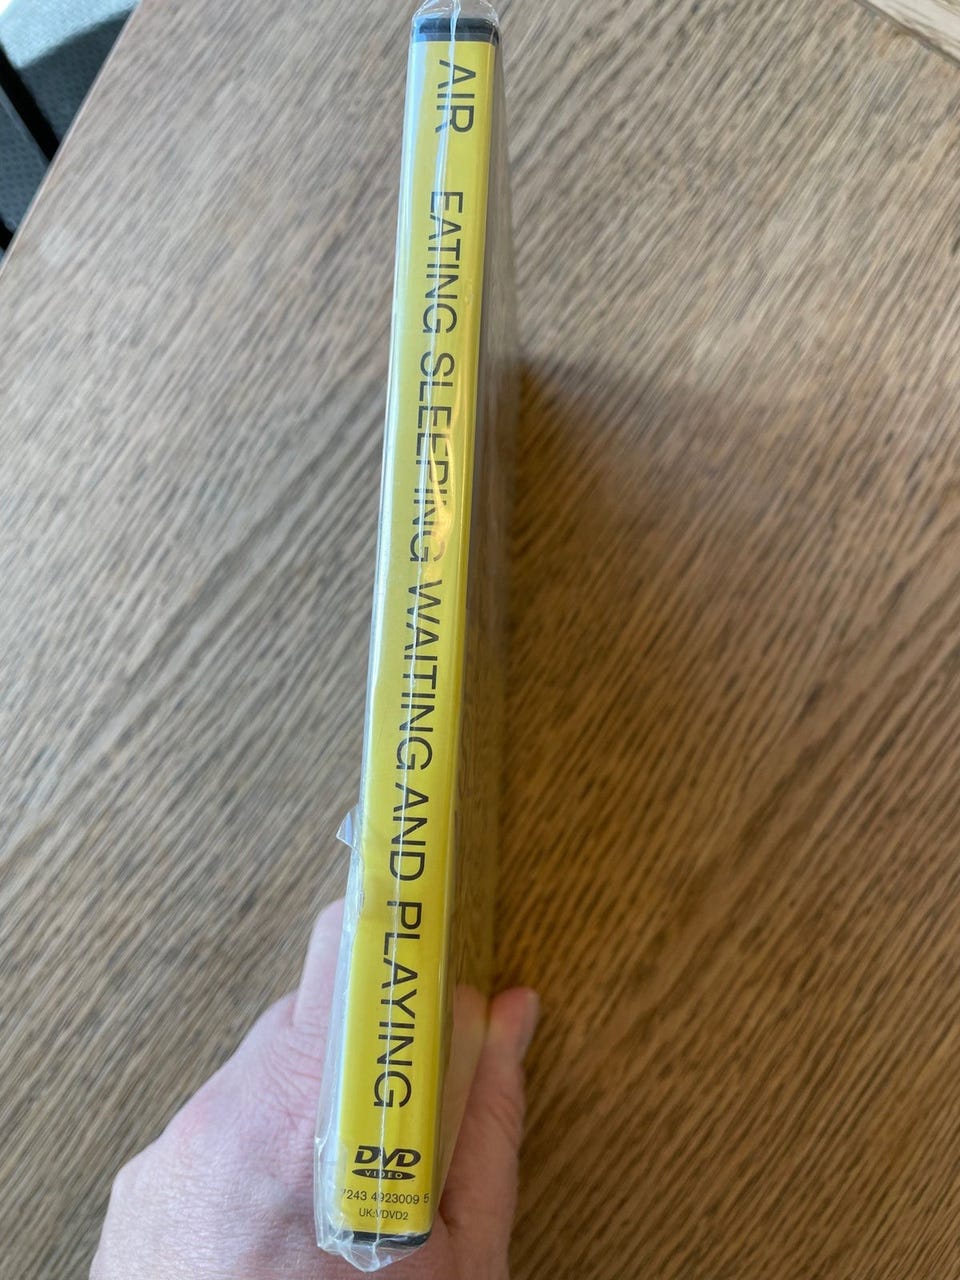 AIR EATING SLEEPING WAITING AND PLAYING
DVD
VIDEO
7243 4923009 5
UK:VDVD2